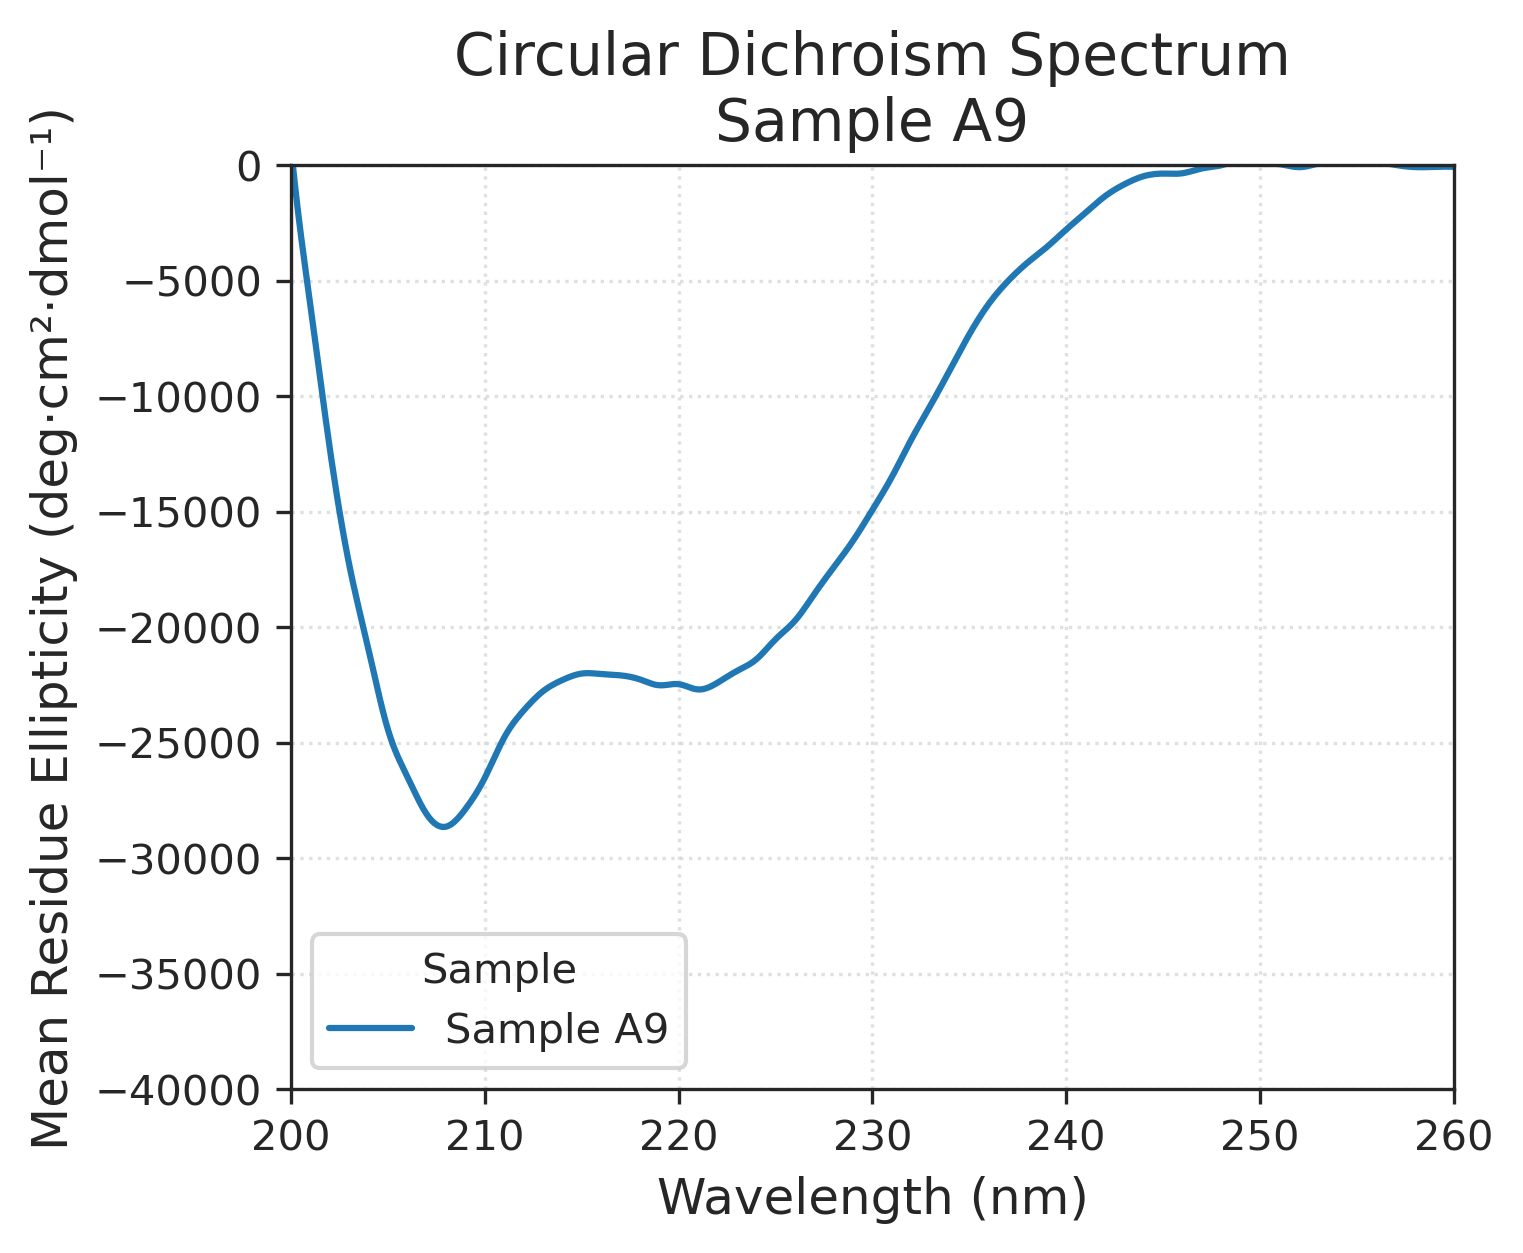 Circular Dichroism Spectrum
Sample A9
Mean Residue Ellipticity (deg·cm²·dmol⁻¹)
0
−5000
−10000
−15000
−20000
−25000
−30000
−35000
−40000
Sample
Sample A9
200 210 220 230 240 250 260
Wavelength (nm)